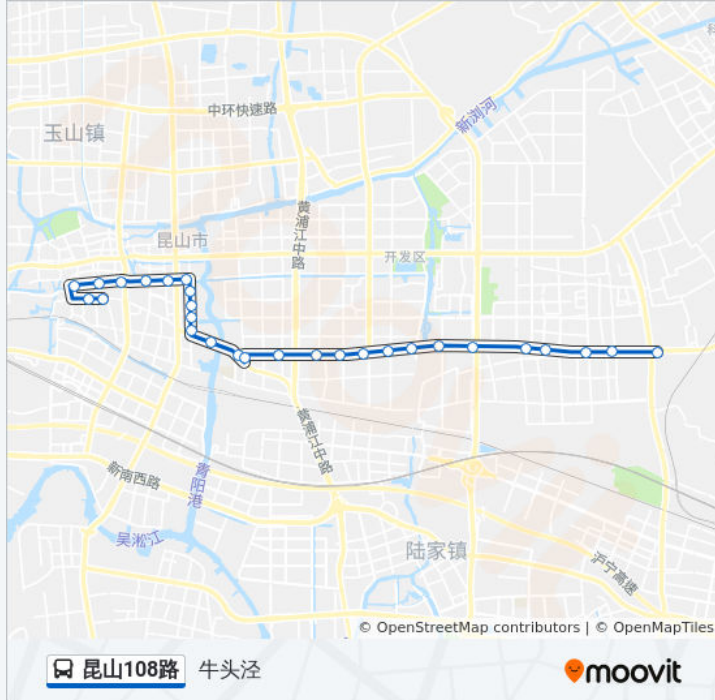 中环快速路
新浏河
玉山镇
黄浦江中路
昆山市
开发区
黄浦江中路
新南西路
青阳港
吴淞江
陆家镇
沪宁高速
© OpenStreetMap contributors | © OpenMapTiles
昆山108路 牛头泾
moovit